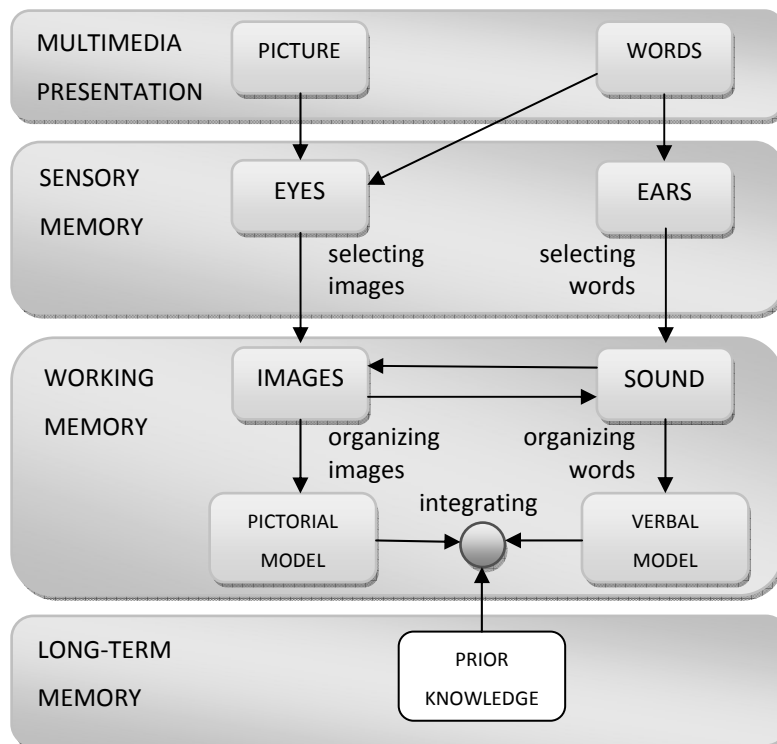 MULTIMEDIA
PRESENTATION
PICTURE
WORDS
SENSORY
MEMORY
EYES
EARS
selecting
images
selecting
words
WORKING
MEMORY
IMAGES
SOUND
organizing
images
organizing
words
integrating
PICTORIAL
MODEL
VERBAL
MODEL
LONG-TERM
MEMORY
PRIOR
KNOWLEDGE